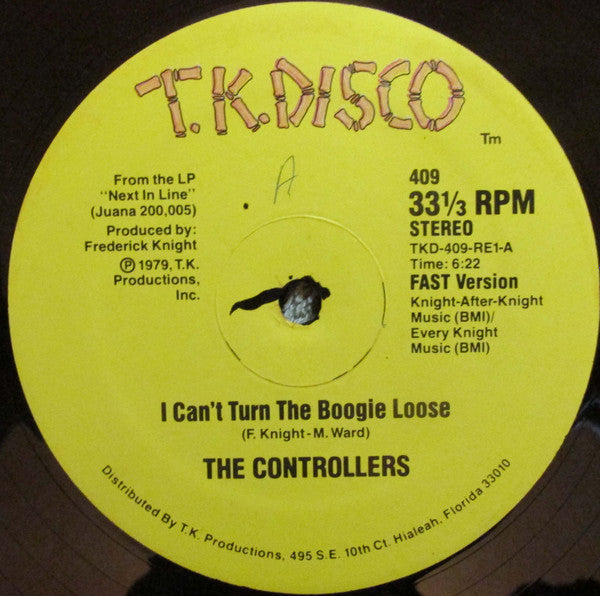 T.K. DISCO
Tm
From the LP
"Next In Line"
(Juana 200,005)
Produced by:
Frederick Knight
℗ 1979, T.K.
Productions,
Inc.
A
409
33⅓ RPM
STEREO
TKD-409-RE1-A
Time: 6:22
FAST Version
Knight-After-Knight
Music (BMI)/
Every Knight
Music (BMI)
I Can't Turn The Boogie Loose
(F. Knight-M. Ward)
THE CONTROLLERS
Distributed By T.K. Productions, 495 S.E. 10th Ct. Hialeah, Florida 33010